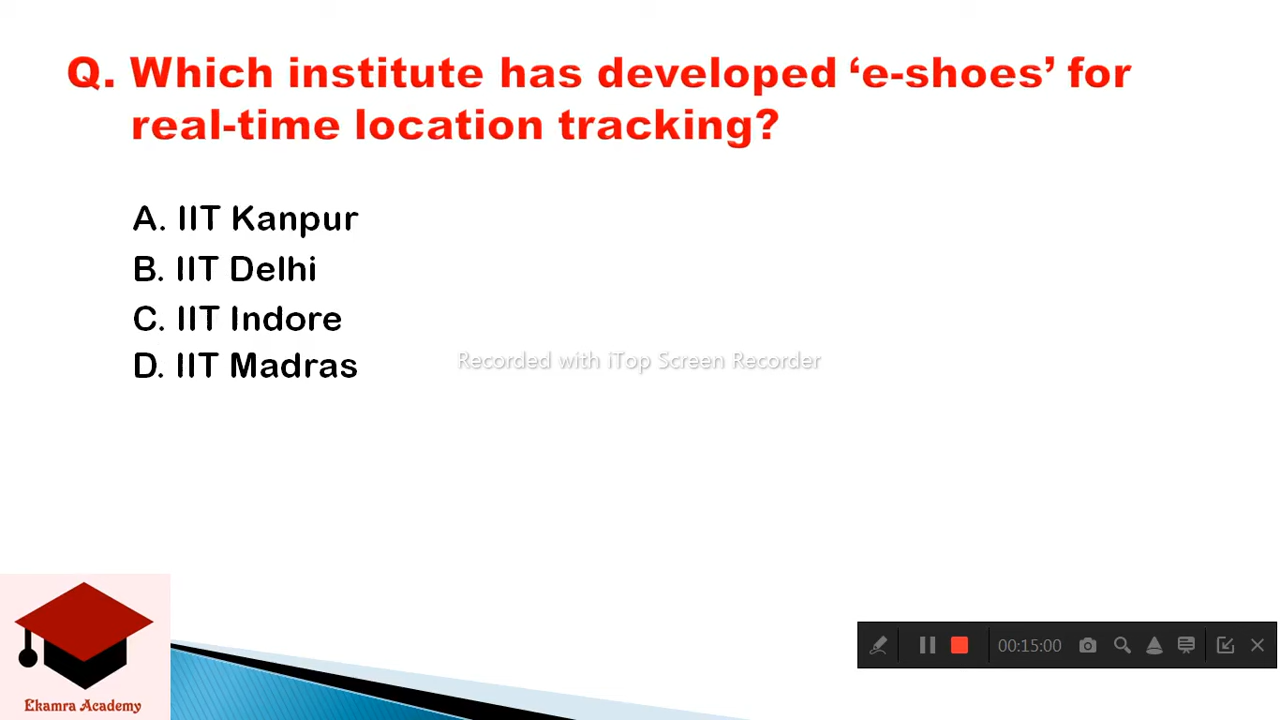 Q. Which institute has developed ‘e-shoes’ for
real-time location tracking?
A. IIT Kanpur
B. IIT Delhi
C. IIT Indore
D. IIT Madras
Recorded with iTop Screen Recorder
00:15:00
Ekamra Academy